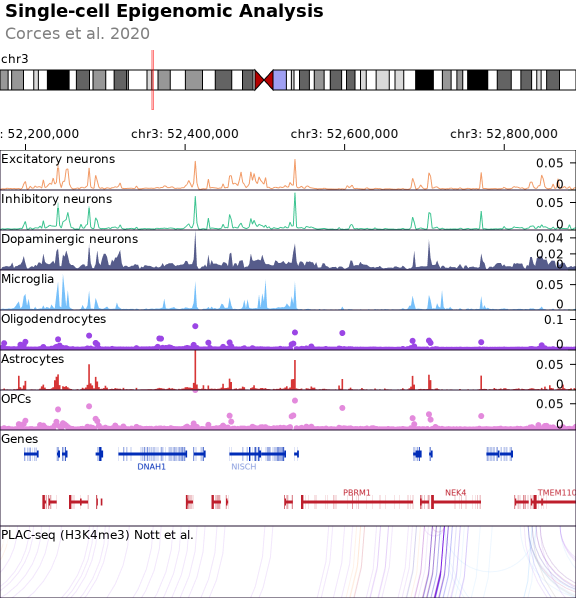 Single-cell Epigenomic Analysis
Corces et al. 2020
chr3
: 52,200,000 chr3: 52,400,000 chr3: 52,600,000 chr3: 52,800,000
Excitatory neurons 0.05
0
Inhibitory neurons 0.05
0
Dopaminergic neurons 0.04
0.02
0
Microglia 0.05
0
Oligodendrocytes 0.1
0
Astrocytes 0.05
0
OPCs 0.05
0
Genes
DNAH1 NISCH
PBRM1 NEK4 TMEM110
PLAC-seq (H3K4me3) Nott et al.